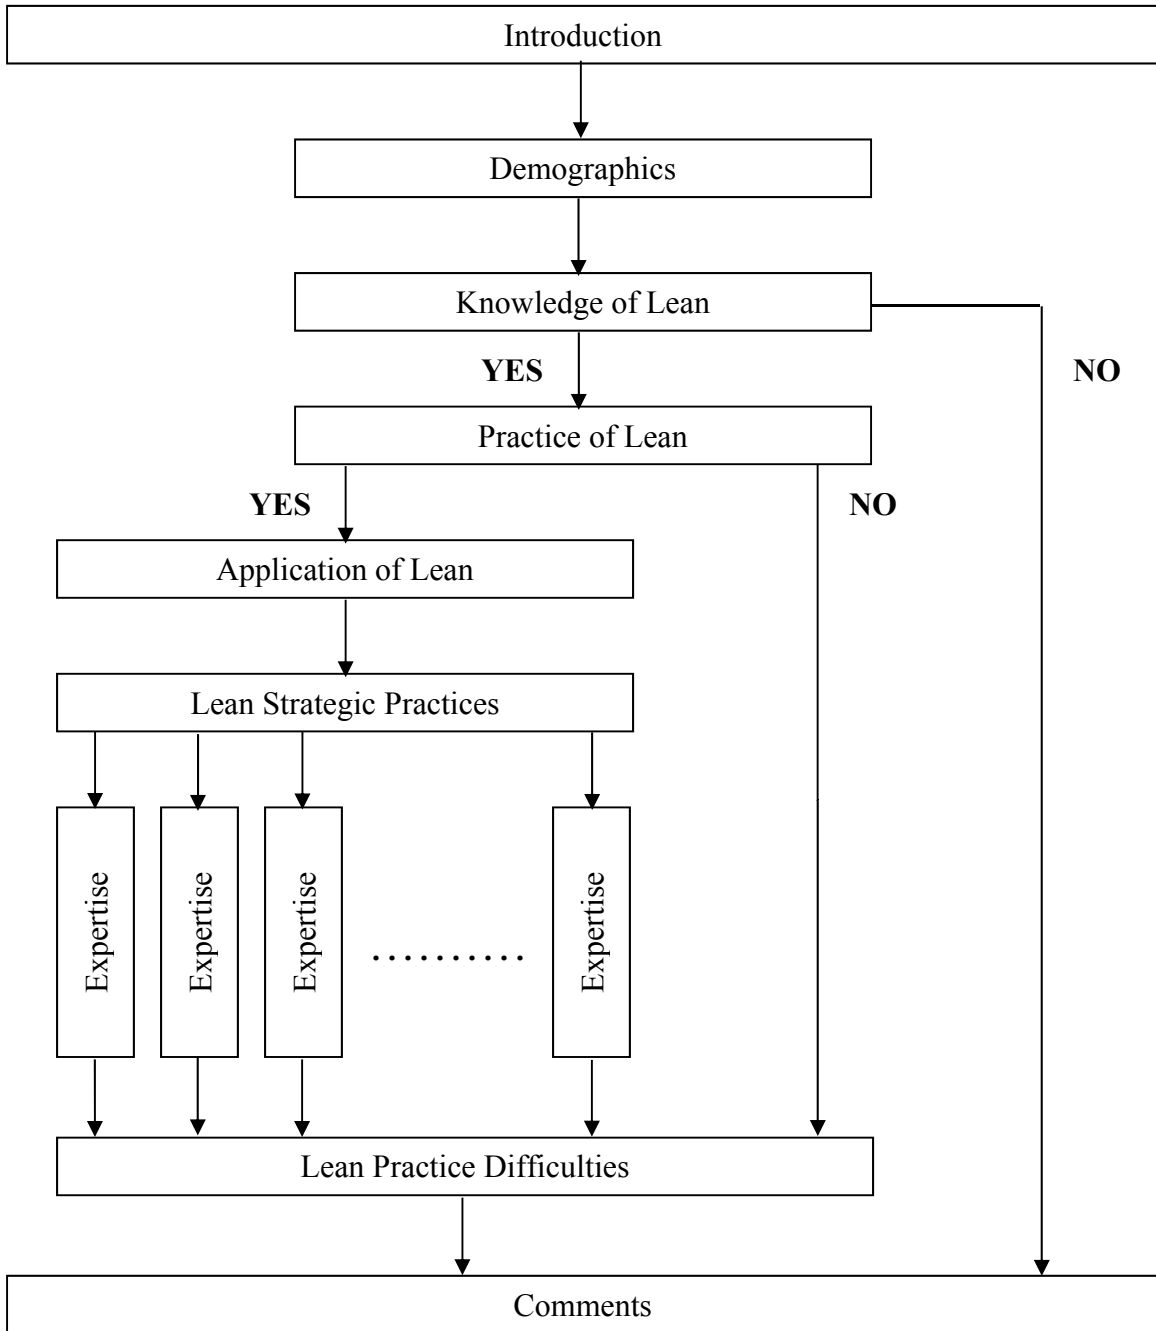 Introduction
Demographics
Knowledge of Lean
YES
NO
Practice of Lean
YES
NO
Application of Lean
Lean Strategic Practices
Expertise
Expertise
Expertise
..........
Expertise
Lean Practice Difficulties
Comments